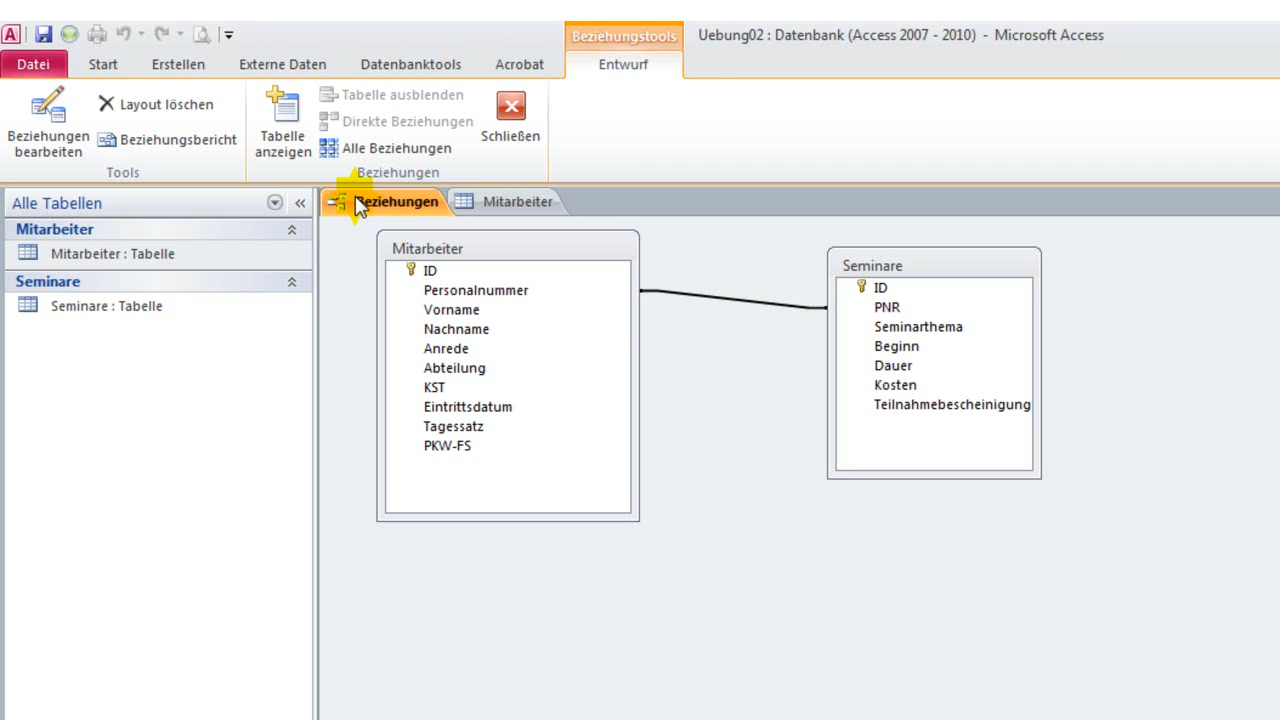 Beziehungstools
Uebung02 : Datenbank (Access 2007 - 2010) - Microsoft Access
Datei
Start
Erstellen
Externe Daten
Datenbanktools
Acrobat
Entwurf
Beziehungen bearbeiten
Layout löschen
Beziehungsbericht
Tools
Tabelle anzeigen
Tabelle ausblenden
Direkte Beziehungen
Alle Beziehungen
Schließen
Beziehungen
Alle Tabellen
Mitarbeiter
Mitarbeiter : Tabelle
Seminare
Seminare : Tabelle
Beziehungen
Mitarbeiter
Mitarbeiter
ID
Personalnummer
Vorname
Nachname
Anrede
Abteilung
KST
Eintrittsdatum
Tagessatz
PKW-FS
Seminare
ID
PNR
Seminarthema
Beginn
Dauer
Kosten
Teilnahmebescheinigung